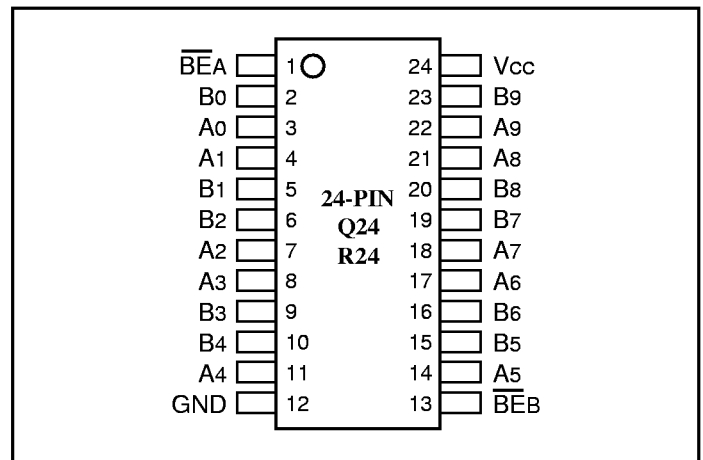 B̅E̅A 1 24 Vcc
B0 2 23 B9
A0 3 22 A9
A1 4 21 A8
B1 5 20 B8
B2 6 19 B7
A2 7 18 A7
A3 8 17 A6
B3 9 16 B6
B4 10 15 B5
A4 11 14 A5
GND 12 13 B̅E̅B
24-PIN
Q24
R24